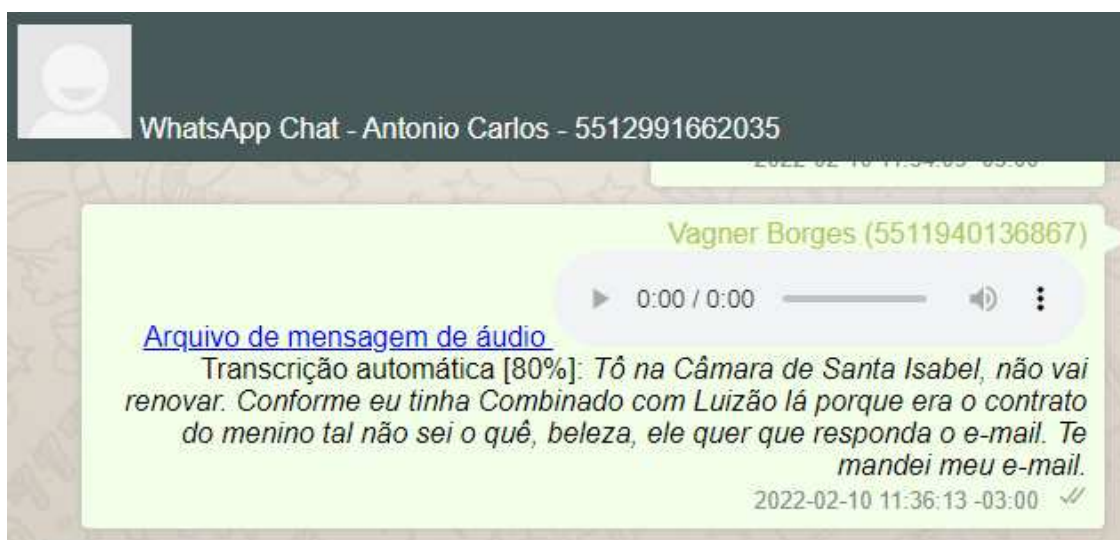 WhatsApp Chat - Antonio Carlos - 5512991662035
Vagner Borges (5511940136867)
0:00 / 0:00
Arquivo de mensagem de áudio
Transcrição automática [80%]: Tô na Câmara de Santa Isabel, não vai
renovar. Conforme eu tinha Combinado com Luizão lá porque era o contrato
do menino tal não sei o quê, beleza, ele quer que responda o e-mail. Te
mandei meu e-mail.
2022-02-10 11:36:13 -03:00